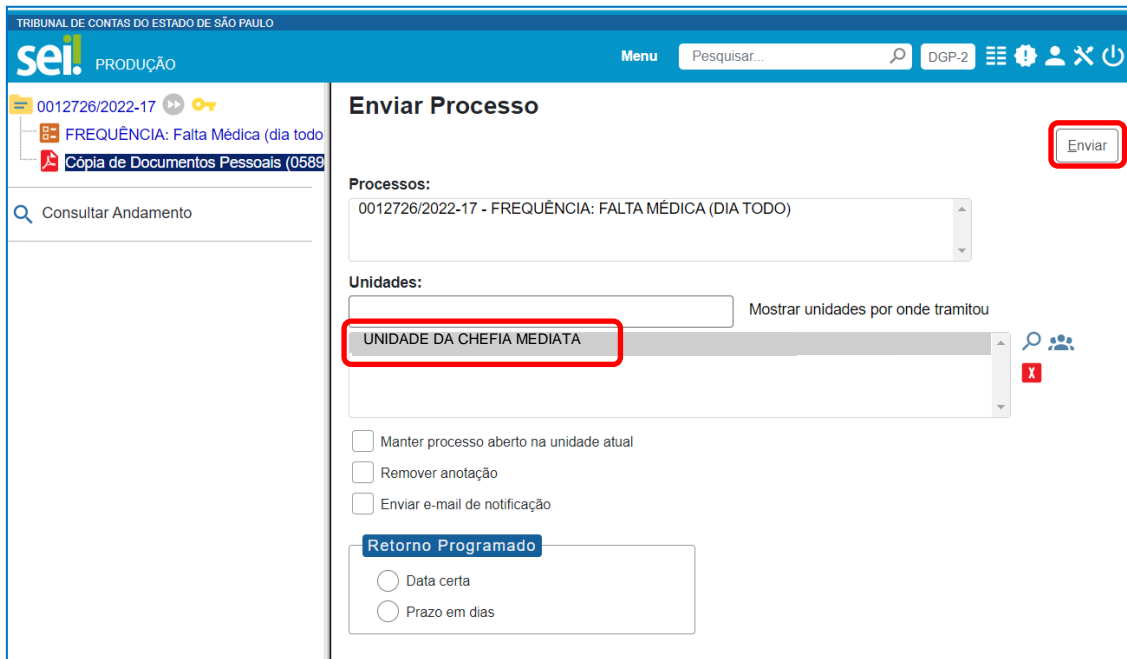 TRIBUNAL DE CONTAS DO ESTADO DE SÃO PAULO
sei! PRODUÇÃO
Menu
Pesquisar...
DGP-2
0012726/2022-17
FREQUÊNCIA: Falta Médica (dia todo
Cópia de Documentos Pessoais (0589
Consultar Andamento
Enviar Processo
Enviar
Processos:
0012726/2022-17 - FREQUÊNCIA: FALTA MÉDICA (DIA TODO)
Unidades:
Mostrar unidades por onde tramitou
UNIDADE DA CHEFIA MEDIATA
X
Manter processo aberto na unidade atual
Remover anotação
Enviar e-mail de notificação
Retorno Programado
Data certa
Prazo em dias